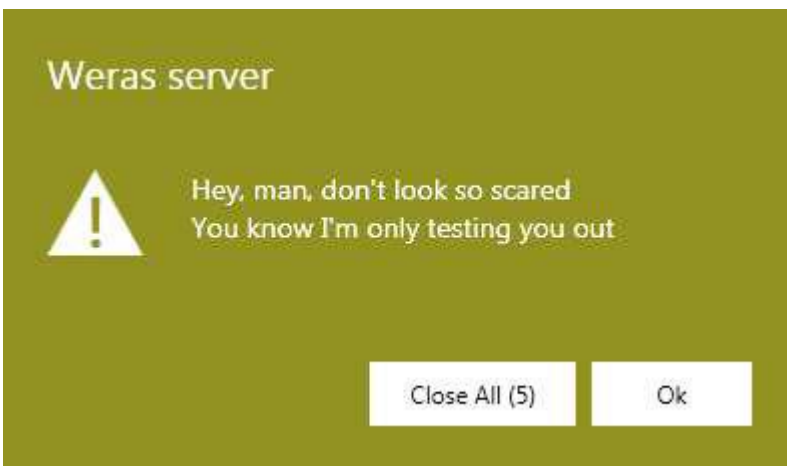 Weras server
Hey, man, don't look so scared
You know I'm only testing you out
Close All (5)
Ok